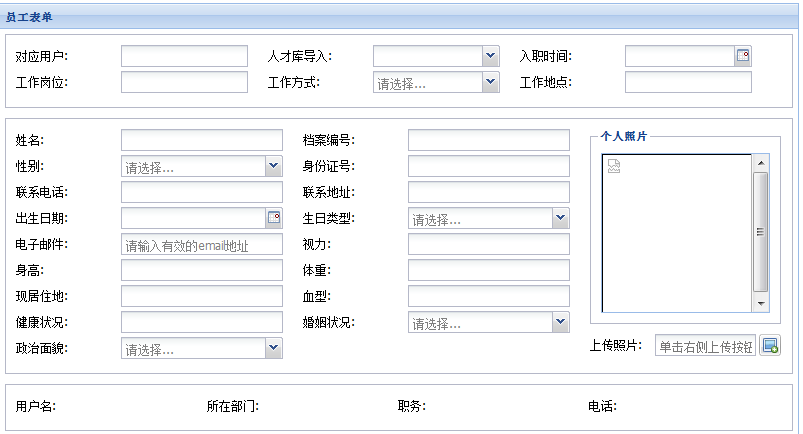 员工表单
对应用户: 人才库导入: 入职时间:
工作岗位: 工作方式: 请选择... 工作地点:
姓名: 档案编号: 个人照片
性别: 请选择... 身份证号:
联系电话: 联系地址:
出生日期: 生日类型: 请选择...
电子邮件: 请输入有效的email地址 视力:
身高: 体重:
现居住地: 血型:
健康状况: 婚姻状况: 请选择...
政治面貌: 请选择... 上传照片: 单击右侧上传按钮
用户名: 所在部门: 职务: 电话: